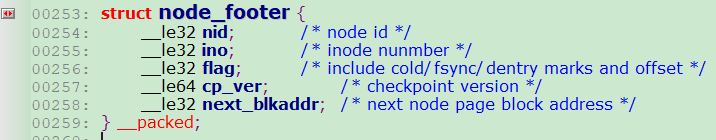 00253: struct node_footer {
00254: __le32 nid; /* node id */
00255: __le32 ino; /* inode nunmber */
00256: __le32 flag; /* include cold/fsync/dentry marks and offset */
00257: __le64 cp_ver; /* checkpoint version */
00258: __le32 next_blkaddr; /* next node page block address */
00259: } __packed;